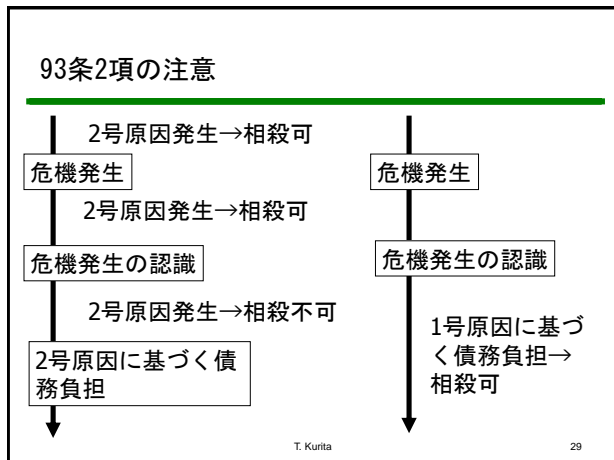 93条2項の注意
2号原因発生→相殺可
危機発生
2号原因発生→相殺可
危機発生の認識
2号原因発生→相殺不可
2号原因に基づく債
務負担
危機発生
危機発生の認識
1号原因に基づ
く債務負担→
相殺可
T. Kurita
29